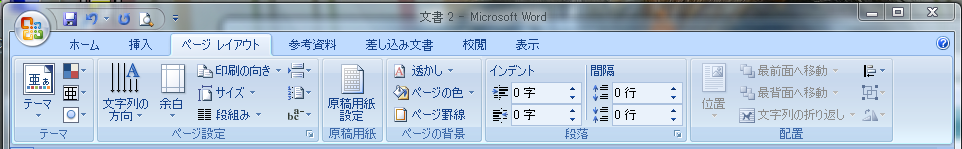 文書 2 - Microsoft Word
ホーム 挿入 ページ レイアウト 参考資料 差し込み文書 校閲 表示
亜ぁ
テーマ
亜
テーマ
文字列の方向
余白
印刷の向き
サイズ
段組み
ページ設定
原稿用紙設定
原稿用紙
透かし
ページの色
ページ罫線
ページの背景
インデント
0 字
0 字
間隔
0 行
0 行
段落
位置
最前面へ移動
最背面へ移動
文字列の折り返し
配置